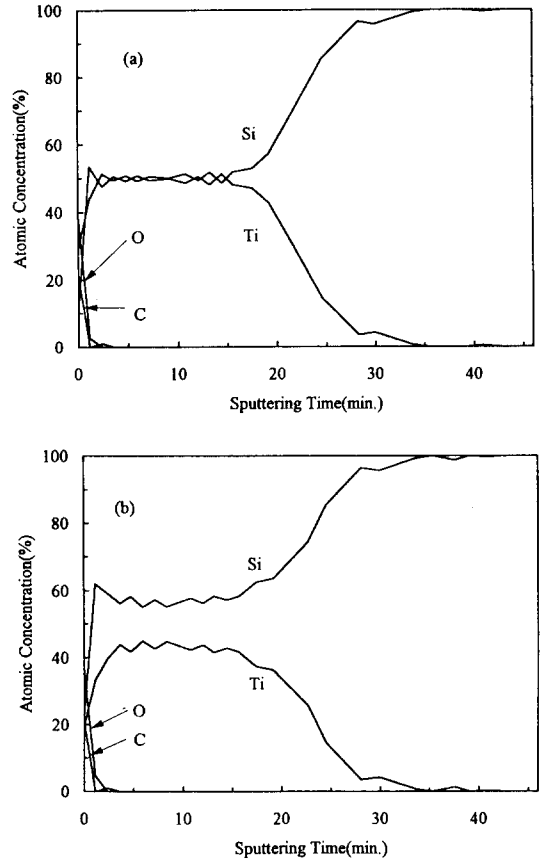 100
(a)
80
Si
60
Atomic Concentration(%)
40
Ti
O
20
C
0
0 10 20 30 40
Sputtering Time(min.)
100
(b)
80
Si
60
Atomic Concentration(%)
40
Ti
20
O
C
0
0 10 20 30 40
Sputtering Time(min.)